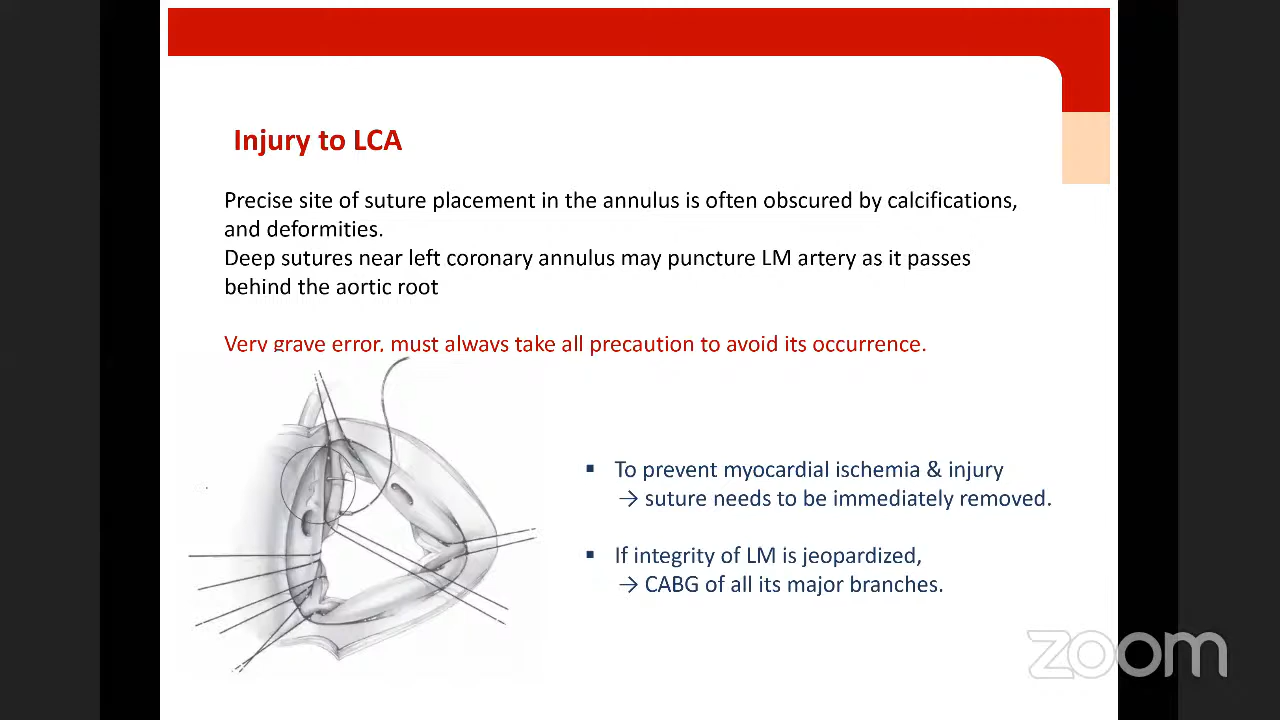 Injury to LCA
Precise site of suture placement in the annulus is often obscured by calcifications,
and deformities.
Deep sutures near left coronary annulus may puncture LM artery as it passes
behind the aortic root
Very grave error, must always take all precaution to avoid its occurrence.
▪ To prevent myocardial ischemia & injury
→ suture needs to be immediately removed.
▪ If integrity of LM is jeopardized,
→ CABG of all its major branches.
zoom